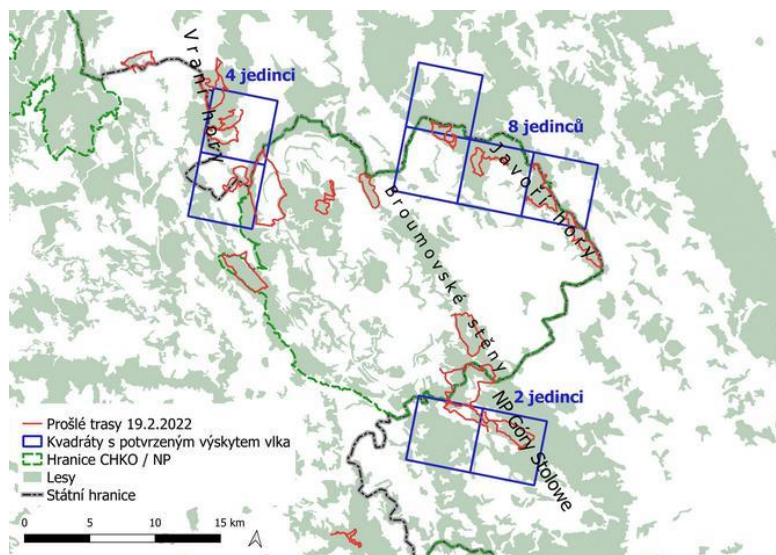 4 jedinci
Vraní hory
8 jedinců
Javoří hory
Broumovské stěny
2 jedinci
NP Góry Stolowe
Prošlé trasy 19.2.2022
Kvadráty s potvrzeným výskytem vlka
Hranice CHKO / NP
Lesy
Státní hranice
0 5 10 15 km